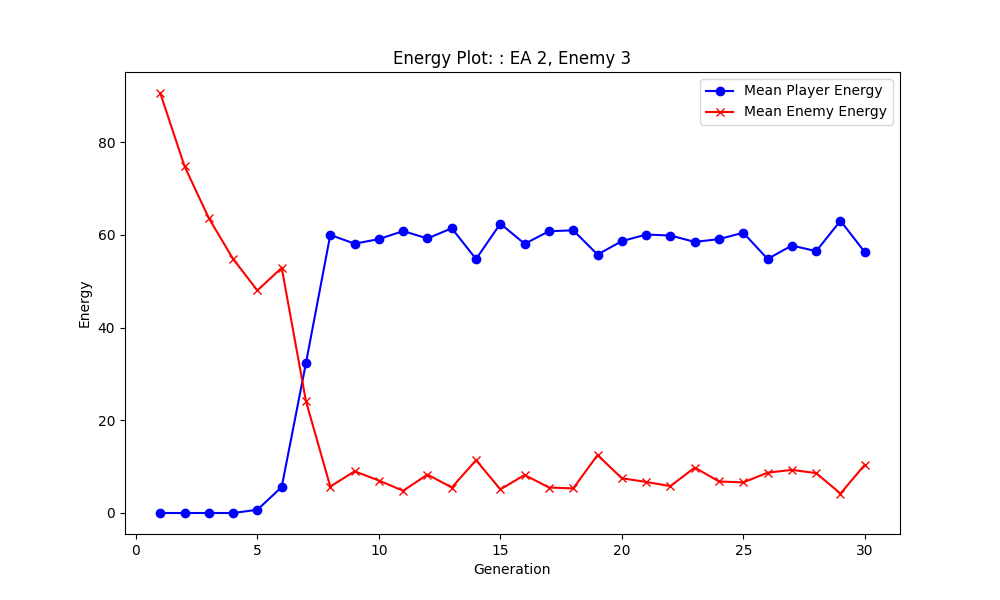 Energy Plot: : EA 2, Enemy 3
Mean Player Energy
Mean Enemy Energy
Energy
80
60
40
20
0
0 5 10 15 20 25 30
Generation